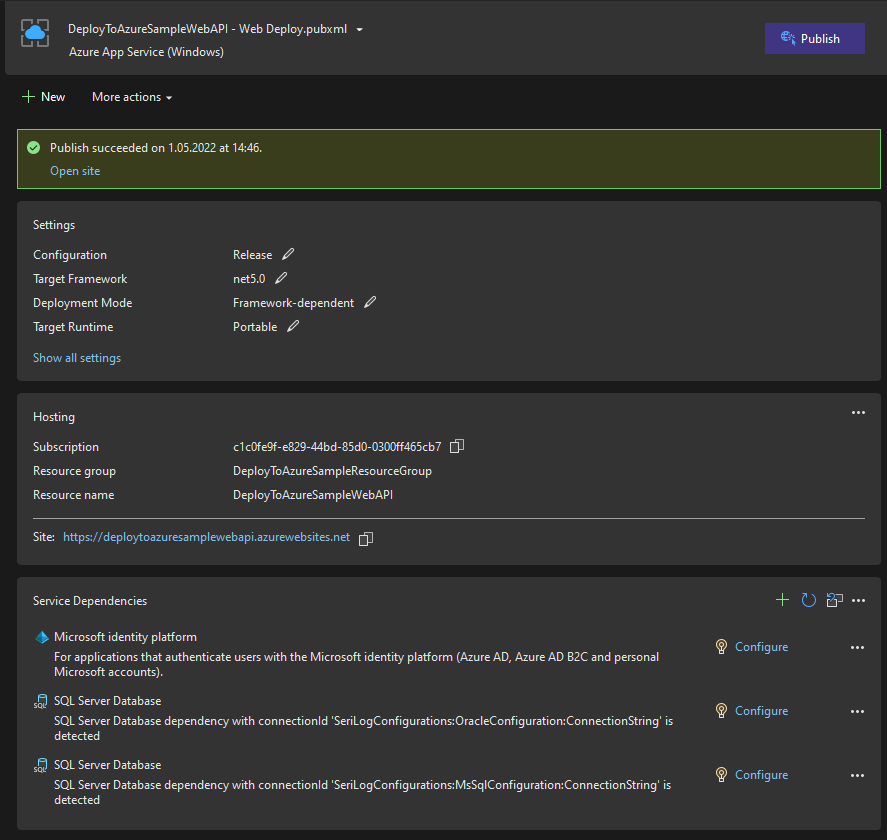 DeployToAzureSampleWebAPI - Web Deploy.pubxml
Azure App Service (Windows)
Publish
New
More actions
Publish succeeded on 1.05.2022 at 14:46.
Open site
Settings
Configuration Release
Target Framework net5.0
Deployment Mode Framework-dependent
Target Runtime Portable
Show all settings
Hosting
Subscription c1c0fe9f-e829-44bd-85d0-0300ff465cb7
Resource group DeployToAzureSampleResourceGroup
Resource name DeployToAzureSampleWebAPI
Site: https://deploytoazuresamplewebapi.azurewebsites.net
Service Dependencies
Microsoft identity platform
For applications that authenticate users with the Microsoft identity platform (Azure AD, Azure AD B2C and personal
Microsoft accounts).
Configure
SQL
SQL Server Database
SQL Server Database dependency with connectionId 'SeriLogConfigurations:OracleConfiguration:ConnectionString' is
detected
Configure
SQL
SQL Server Database
SQL Server Database dependency with connectionId 'SeriLogConfigurations:MsSqlConfiguration:ConnectionString' is
detected
Configure